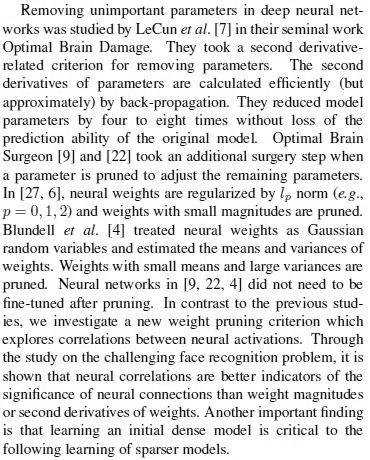 Removing unimportant parameters in deep neural net-
works was studied by LeCun et al. [7] in their seminal work
Optimal Brain Damage. They took a second derivative-
related criterion for removing parameters. The second
derivatives of parameters are calculated efficiently (but
approximately) by back-propagation. They reduced model
parameters by four to eight times without loss of the
prediction ability of the original model. Optimal Brain
Surgeon [9] and [22] took an additional surgery step when
a parameter is pruned to adjust the remaining parameters.
In [27, 6], neural weights are regularized by lₚ norm (e.g.,
p = 0, 1, 2) and weights with small magnitudes are pruned.
Blundell et al. [4] treated neural weights as Gaussian
random variables and estimated the means and variances of
weights. Weights with small means and large variances are
pruned. Neural networks in [9, 22, 4] did not need to be
fine-tuned after pruning. In contrast to the previous stud-
ies, we investigate a new weight pruning criterion which
explores correlations between neural activations. Through
the study on the challenging face recognition problem, it is
shown that neural correlations are better indicators of the
significance of neural connections than weight magnitudes
or second derivatives of weights. Another important finding
is that learning an initial dense model is critical to the
following learning of sparser models.